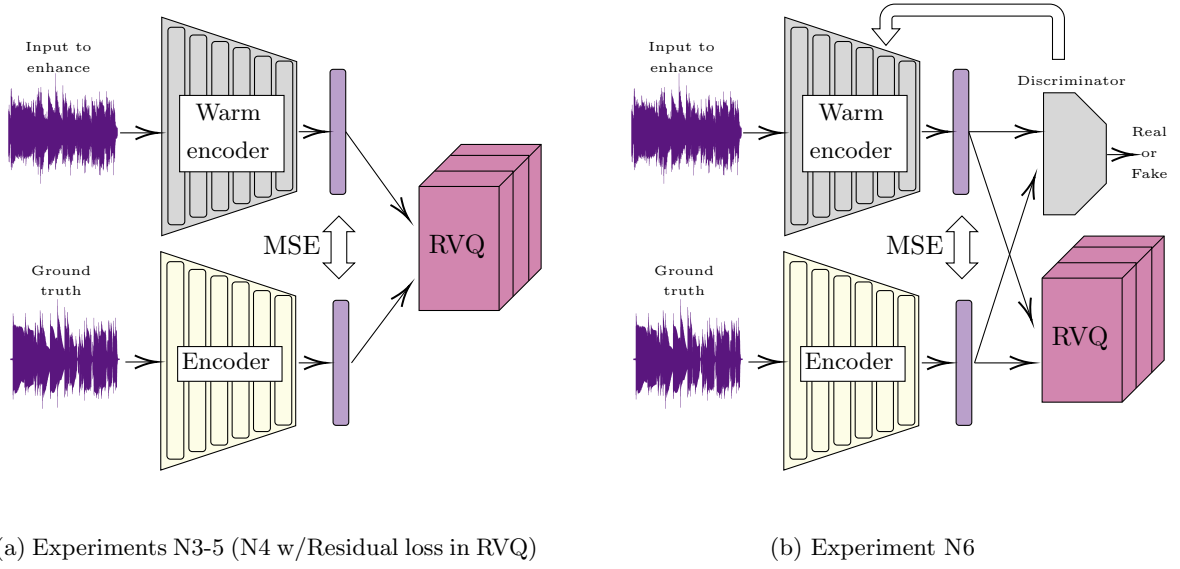 Input to
enhance
Warm
encoder
RVQ
MSE
Ground
truth
Encoder
(a) Experiments N3-5 (N4 w/Residual loss in RVQ)
Input to
enhance
Warm
encoder
Discriminator
Real
or
Fake
MSE
RVQ
Ground
truth
Encoder
(b) Experiment N6